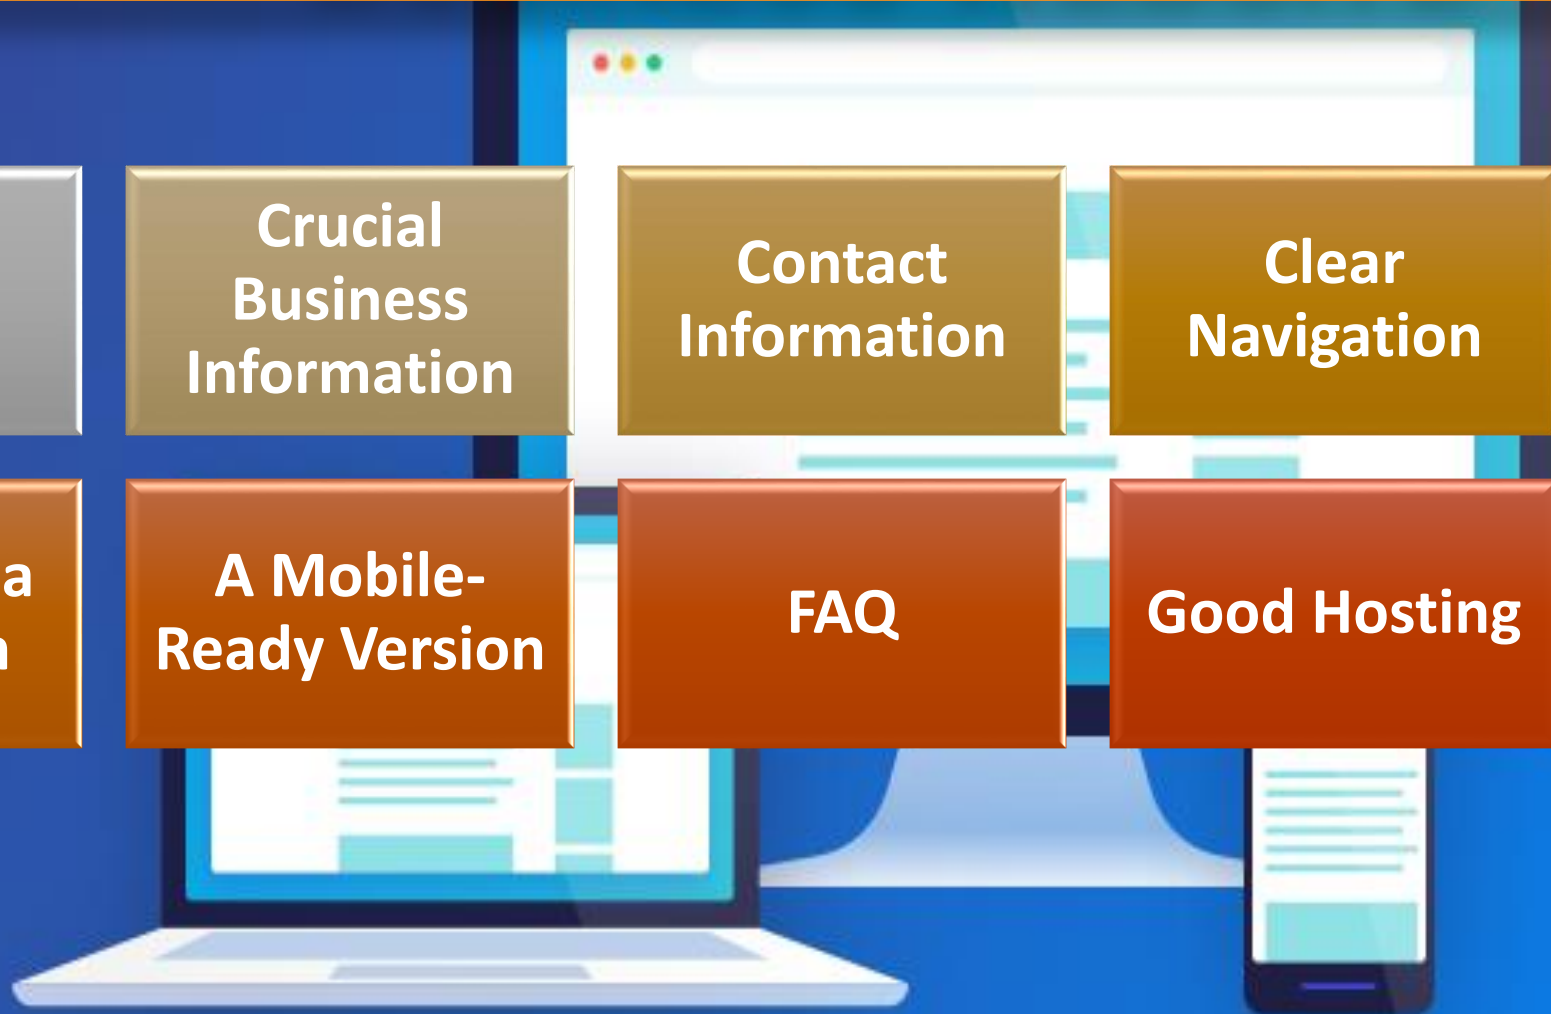 Crucial
Business
Information
Contact
Information
Clear
Navigation
a
A Mobile-
Ready Version
FAQ
Good Hosting